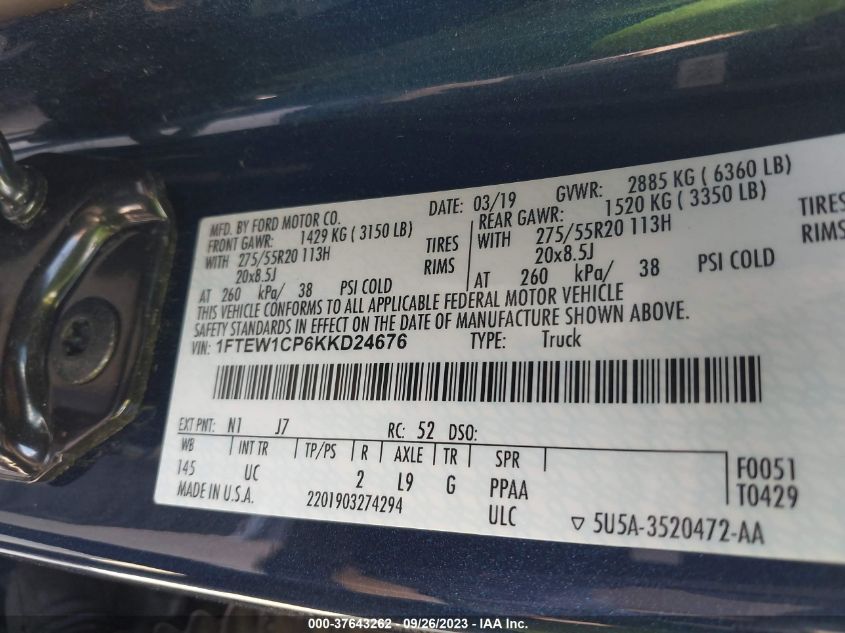 MFD. BY FORD MOTOR CO. DATE: 03/19 GVWR: 2885 KG ( 6360 LB)
FRONT GAWR: 1429 KG ( 3150 LB) REAR GAWR: 1520 KG ( 3350 LB)
WITH 275/55R20 113H TIRES WITH 275/55R20 113H TIRES
20x8.5J RIMS 20x8.5J RIMS
AT 260 kPa/ 38 PSI COLD AT 260 kPa/ 38 PSI COLD
THIS VEHICLE CONFORMS TO ALL APPLICABLE FEDERAL MOTOR VEHICLE
SAFETY STANDARDS IN EFFECT ON THE DATE OF MANUFACTURE SHOWN ABOVE.
VIN: 1FTEW1CP6KKD24676 TYPE: Truck
EXT PNT: N1 J7 RC: 52 DSO:
WB INT TR TP/PS R AXLE TR SPR F0051
145 UC 2 L9 G PPAA T0429
MADE IN U.S.A. 2201903274294 ULC 5U5A-3520472-AA
000-37643262 - 09/26/2023 - IAA Inc.